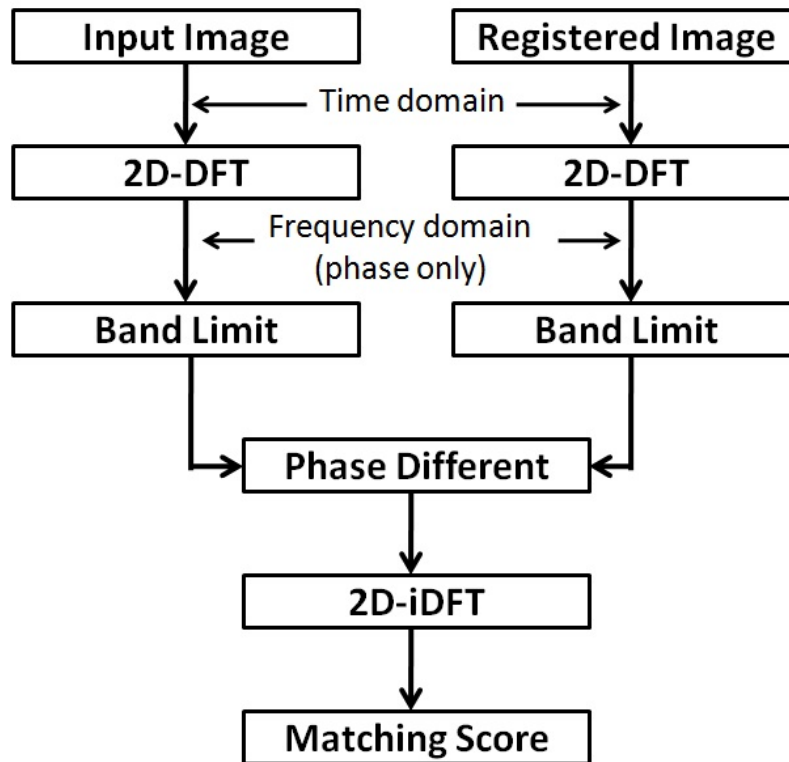 Input Image
Registered Image
Time domain
2D-DFT
2D-DFT
Frequency domain
(phase only)
Band Limit
Band Limit
Phase Different
2D-iDFT
Matching Score